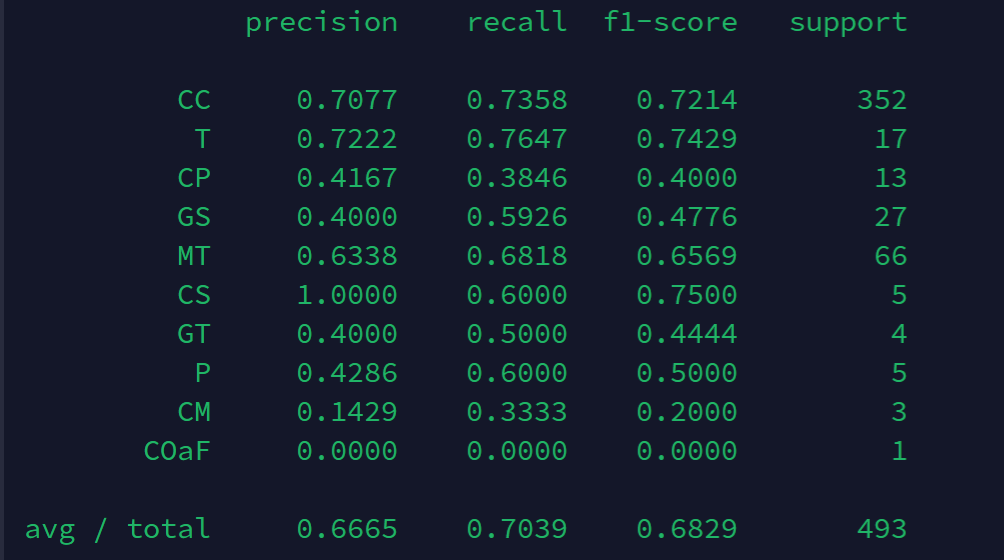 precision recall f1-score support
CC 0.7077 0.7358 0.7214 352
T 0.7222 0.7647 0.7429 17
CP 0.4167 0.3846 0.4000 13
GS 0.4000 0.5926 0.4776 27
MT 0.6338 0.6818 0.6569 66
CS 1.0000 0.6000 0.7500 5
GT 0.4000 0.5000 0.4444 4
P 0.4286 0.6000 0.5000 5
CM 0.1429 0.3333 0.2000 3
COaF 0.0000 0.0000 0.0000 1
avg / total 0.6665 0.7039 0.6829 493